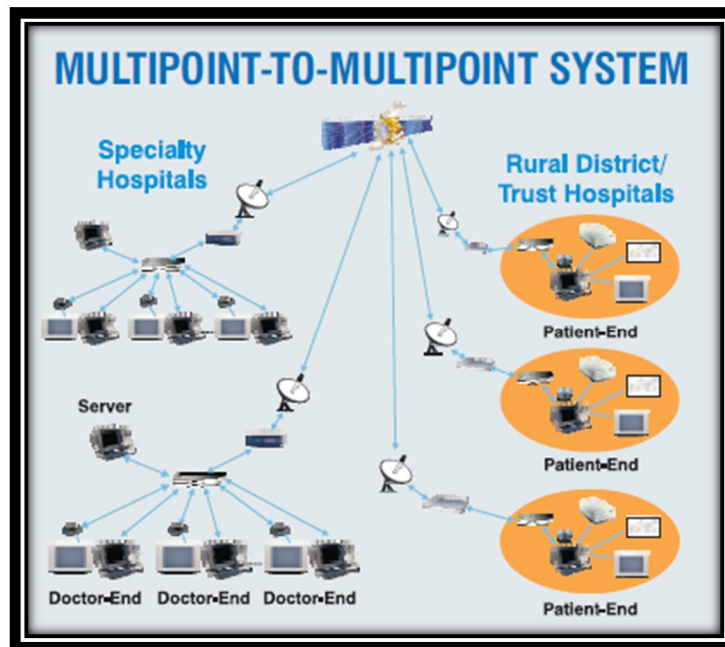 MULTIPOINT-TO-MULTIPOINT SYSTEM
Specialty
Hospitals
Rural District/
Trust Hospitals
Patient-End
Server
Patient-End
Doctor-End Doctor-End Doctor-End
Patient-End